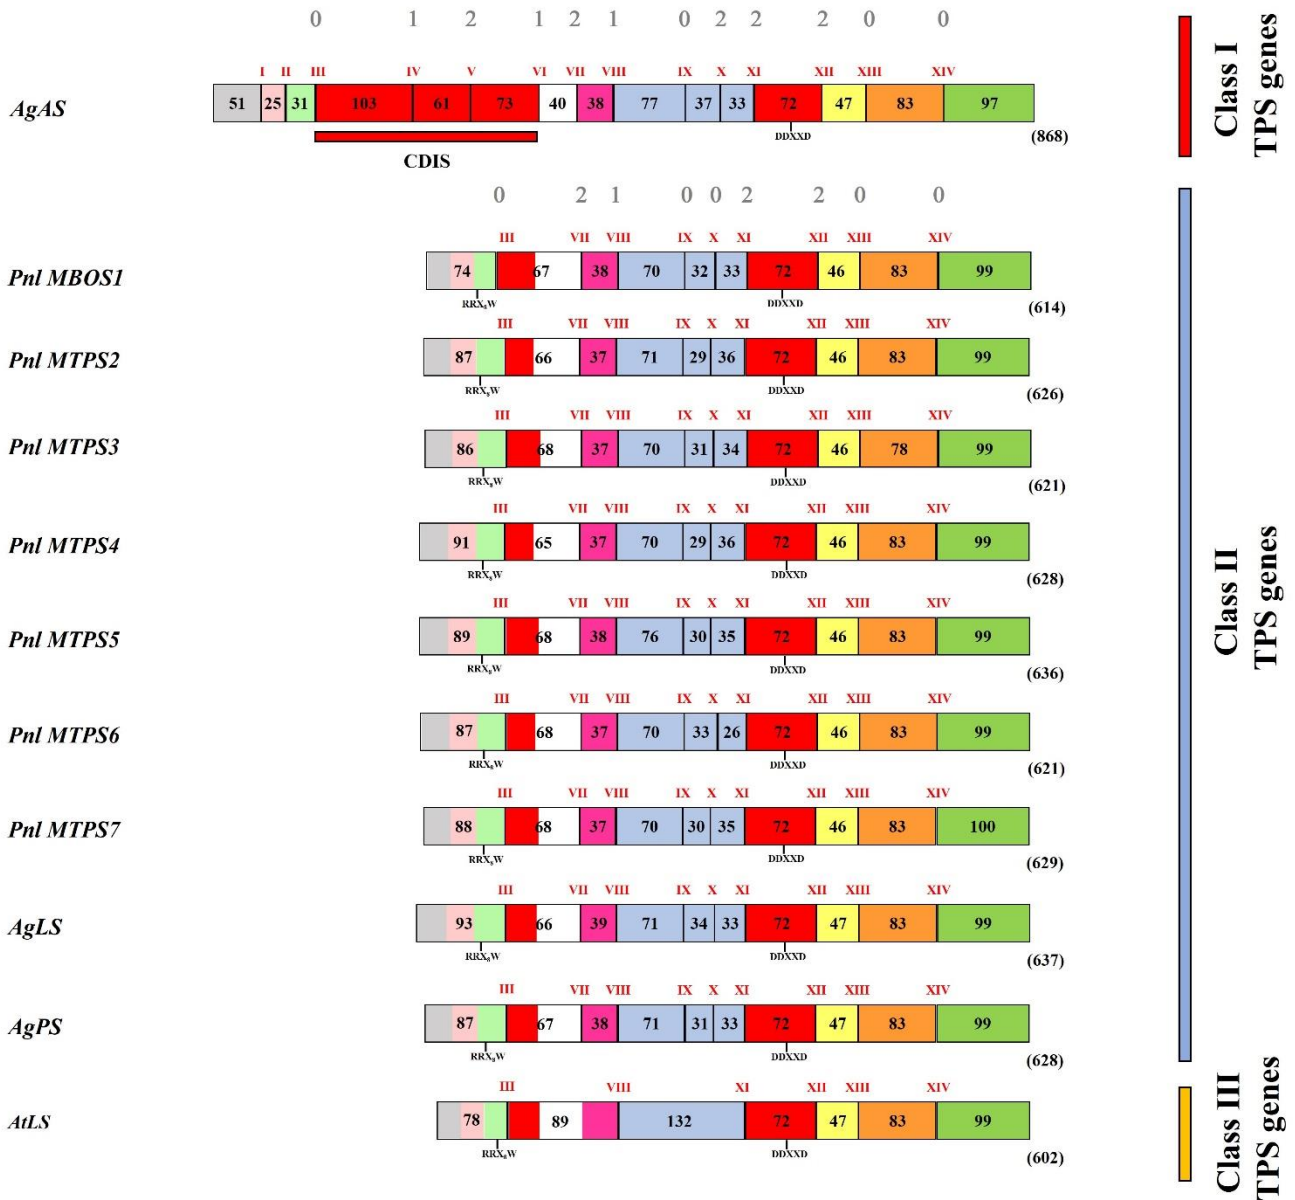 0 1 2 1 2 1 0 2 2 2 0 0
I II III IV V VI VII VIII IX X XI XII XIII XIV
AgAS 51 25 31 103 61 73 40 38 77 37 33 72 47 83 97
DDXXD
(868)
CDIS
Class I
TPS genes
0 2 1 0 0 2 2 0 0
III VII VIII IX X XI XII XIII XIV
Pnl MBOS1 74 67 38 70 32 33 72 46 83 99
RRX₈W DDXXD
(614)
III VII VIII IX X XI XII XIII XIV
Pnl MTPS2 87 66 37 71 29 36 72 46 83 99
RRX₈W DDXXD
(626)
III VII VIII IX X XI XII XIII XIV
Pnl MTPS3 86 68 37 70 31 34 72 46 78 99
RRX₈W DDXXD
(621)
III VII VIII IX X XI XII XIII XIV
Pnl MTPS4 91 65 37 70 29 36 72 46 83 99
RRX₈W DDXXD
(628)
III VII VIII IX X XI XII XIII XIV
Pnl MTPS5 89 68 38 76 30 35 72 46 83 99
RRX₈W DDXXD
(636)
III VII VIII IX X XI XII XIII XIV
Pnl MTPS6 87 68 37 70 33 26 72 46 83 99
RRX₈W DDXXD
(621)
III VII VIII IX X XI XII XIII XIV
Pnl MTPS7 88 68 37 70 30 35 72 46 83 100
RRX₈W DDXXD
(629)
III VII VIII IX X XI XII XIII XIV
AgLS 93 66 39 71 34 33 72 47 83 99
RRX₈W DDXXD
(637)
III VII VIII IX X XI XII XIII XIV
AgPS 87 67 38 71 31 33 72 47 83 99
RRX₈W DDXXD
(628)
Class II
TPS genes
III VIII XI XII XIII XIV
AtLS 78 89 132 72 47 83 99
RRX₈W DDXXD
(602)
Class III
TPS genes